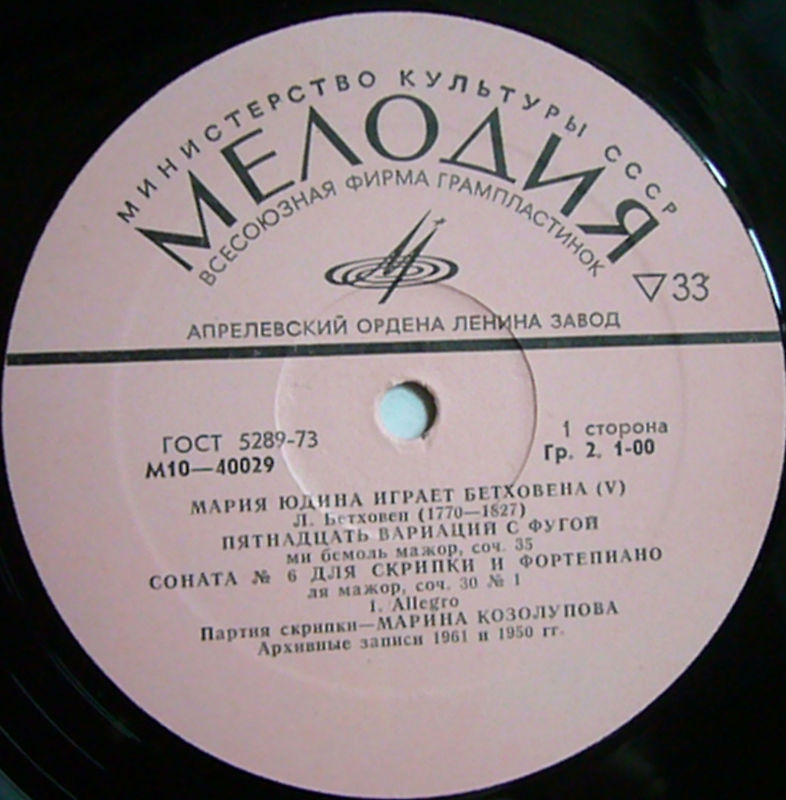 МИНИСТЕРСТВО КУЛЬТУРЫ СССР
МЕЛОДИЯ
ВСЕСОЮЗНАЯ ФИРМА ГРАМПЛАСТИНОК
33
АПРЕЛЕВСКИЙ ОРДЕНА ЛЕНИНА ЗАВОД
ГОСТ 5289-73
1 сторона
М10—40029
Гр. 2. 1-00
МАРИЯ ЮДИНА ИГРАЕТ БЕТХОВЕНА (V)
Л. Бетховен (1770—1827)
ПЯТНАДЦАТЬ ВАРИАЦИЙ С ФУГОЙ
ми бемоль мажор, соч. 35
СОНАТА № 6 ДЛЯ СКРИПКИ И ФОРТЕПИАНО
ля мажор, соч. 30 № 1
1. Allegro
Партия скрипки—МАРИНА КОЗОЛУПОВА
Архивные записи 1961 и 1950 гг.